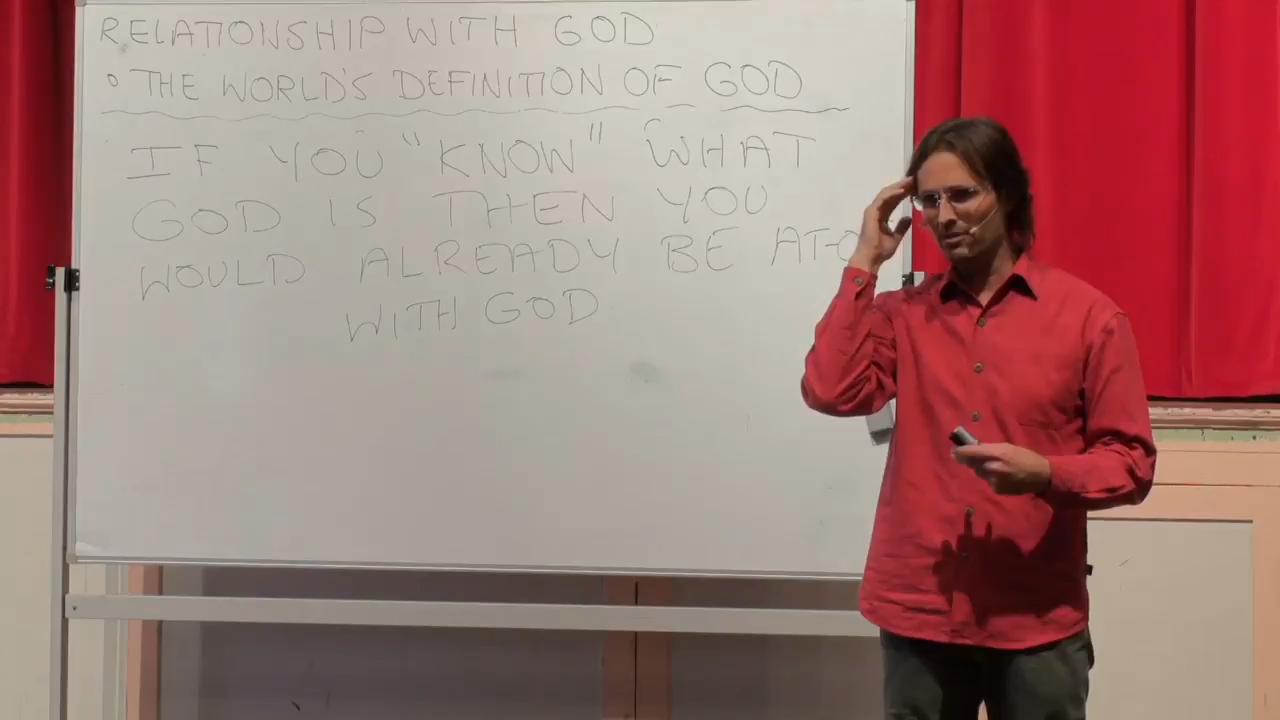 RELATIONSHIP WITH GOD
° THE WORLD'S DEFINITION OF GOD
IF YOU "KNOW" WHAT
GOD IS THEN YOU
WOULD ALREADY BE
WITH GOD